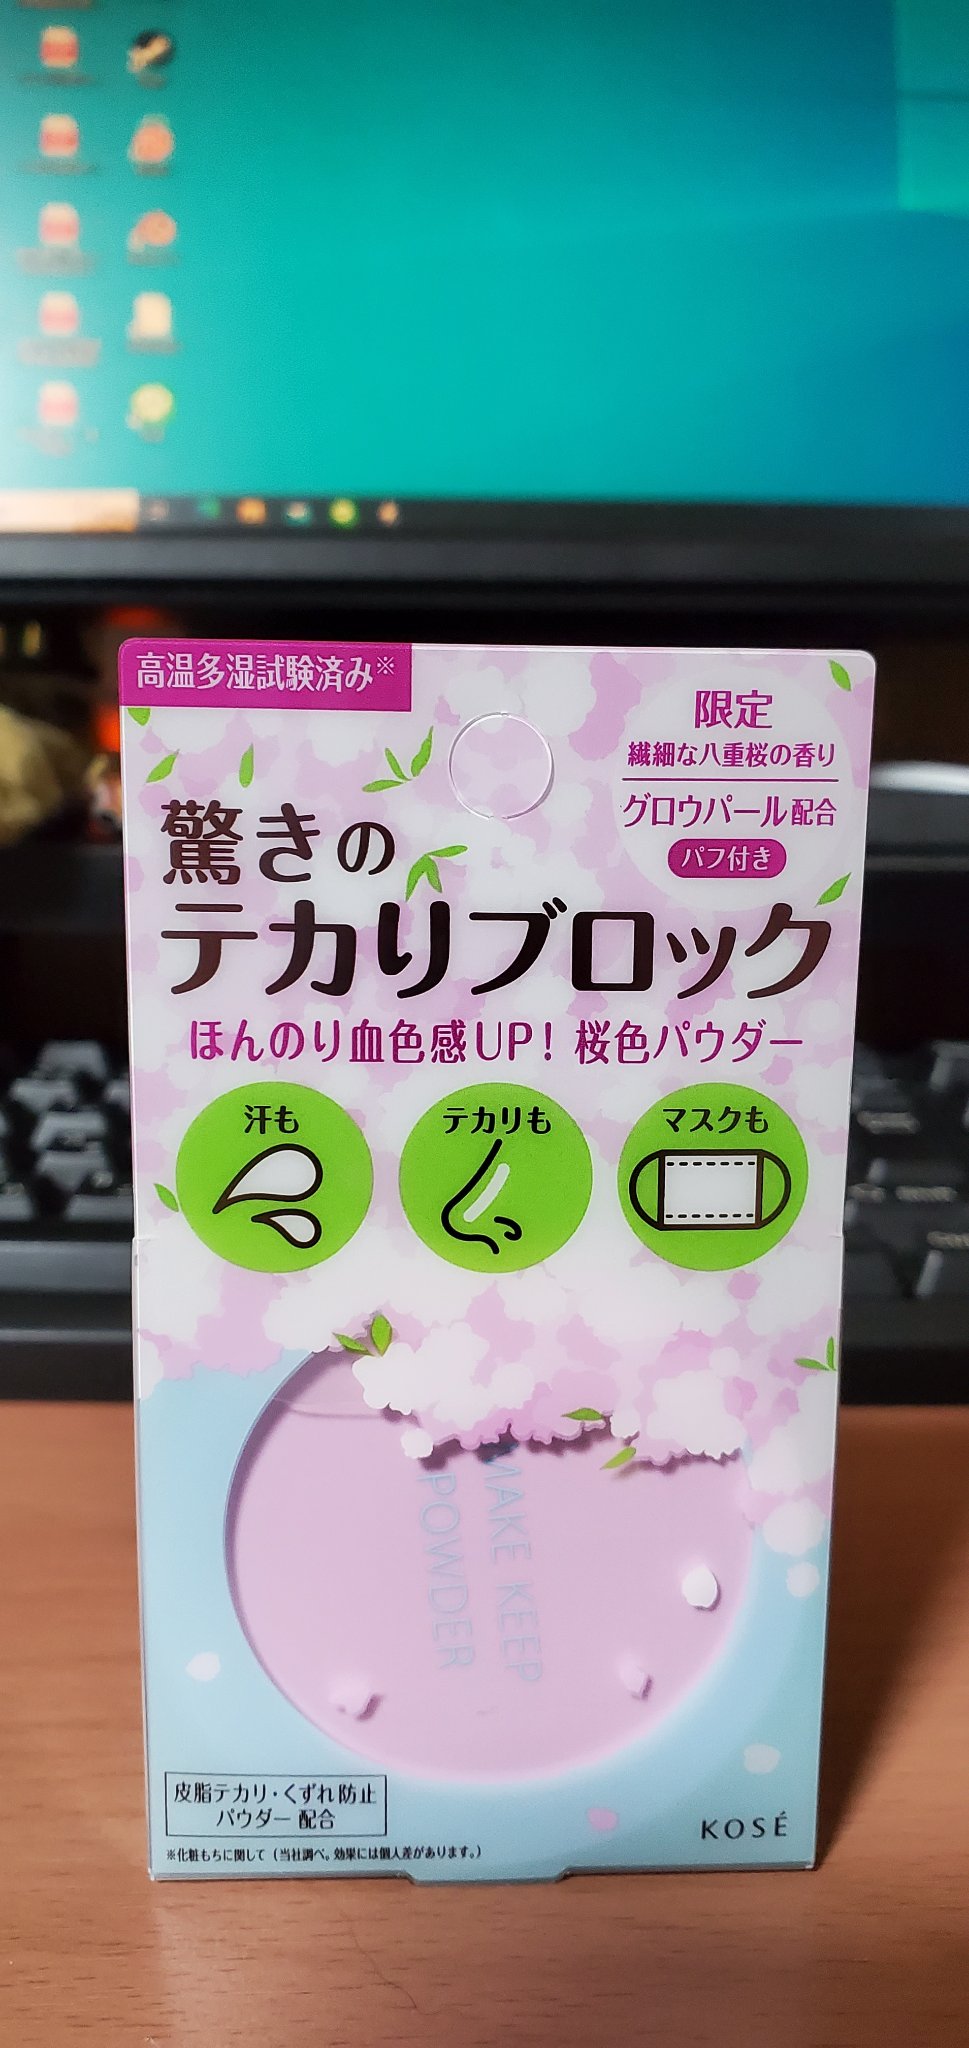 高温多湿試験済み※
限定
繊細な八重桜の香り
グロウパール配合
パフ付き
驚きの
テカりブロック
ほんのり血色感UP! 桜色パウダー
汗も
テカりも
マスクも
MAKE KEEP
POWDER
皮脂テカリ・くずれ防止
パウダー 配合
KOSÉ
※化粧もちに関して（当社調べ。効果には個人差があります。）